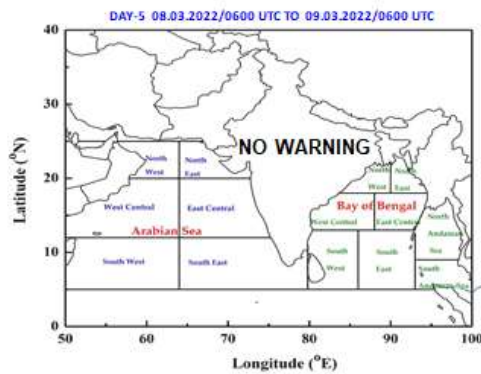 DAY-5 08.03.2022/0600 UTC TO 09.03.2022/0600 UTC
40
30
20
10
0
Latitude (°N)
NO WARNING
North
West
North
East
North
West
North
East
West Central
East Central
Bay of Bengal
West Central
East Central
North
Andaman
Sea
Arabian Sea
South West
South East
South
West
South
East
South
Andaman Sea
50
60
70
80
90
100
Longitude (°E)